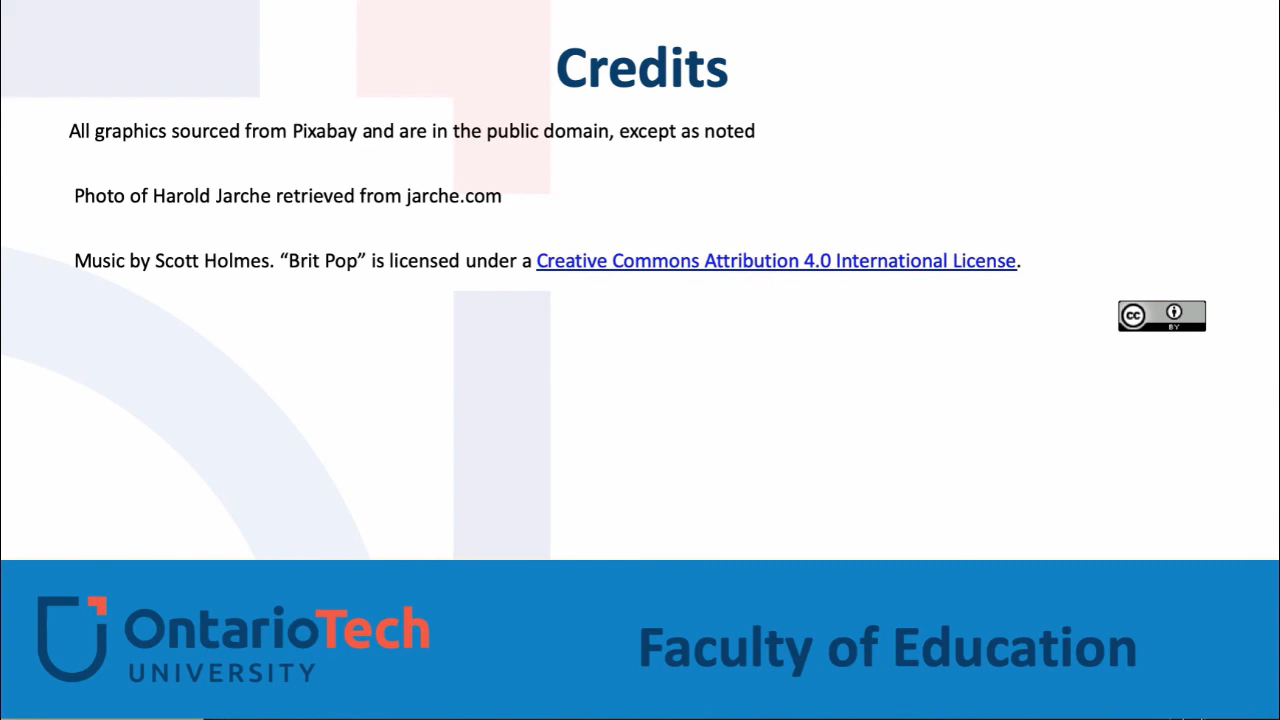 Credits
All graphics sourced from Pixabay and are in the public domain, except as noted
Photo of Harold Jarche retrieved from jarche.com
Music by Scott Holmes. “Brit Pop” is licensed under a Creative Commons Attribution 4.0 International License.
cc BY
OntarioTech
UNIVERSITY
Faculty of Education